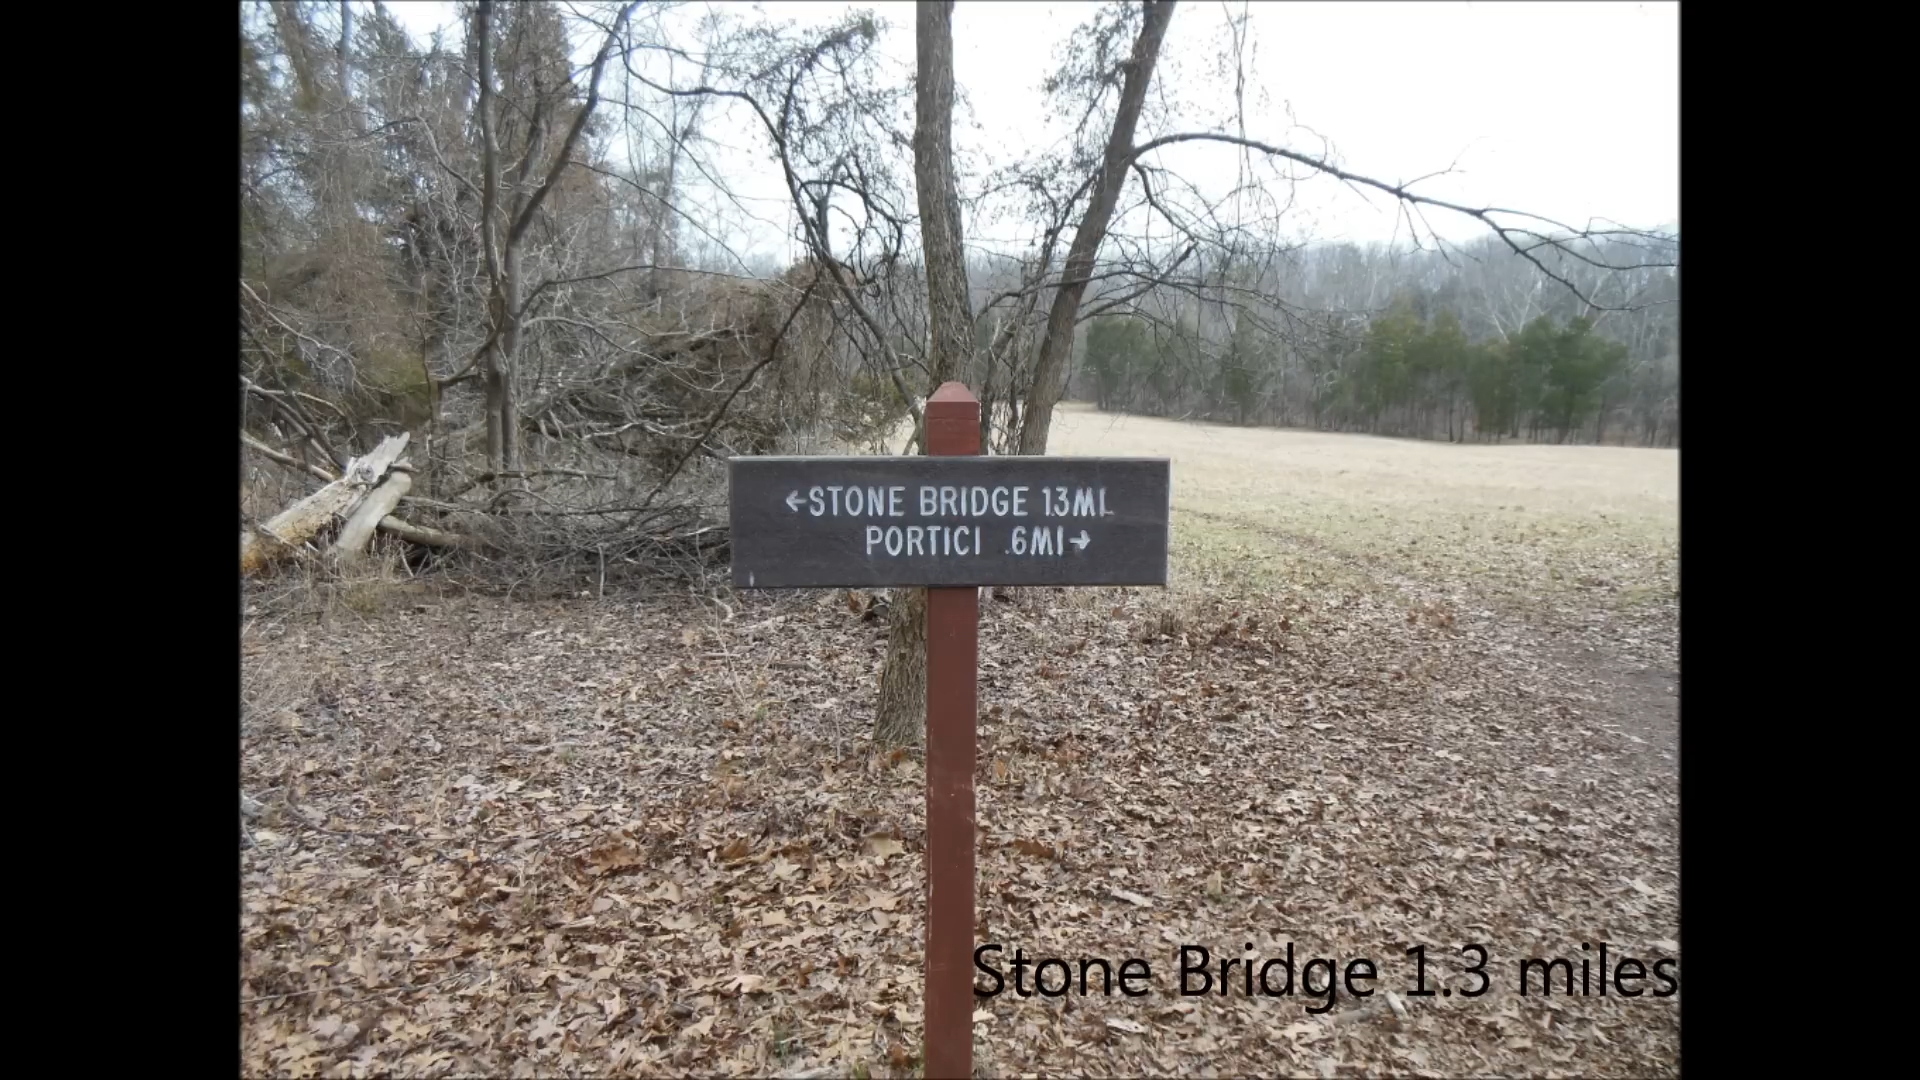 ←STONE BRIDGE 1.3MI.
PORTICI .6MI→
Stone Bridge 1.3 miles